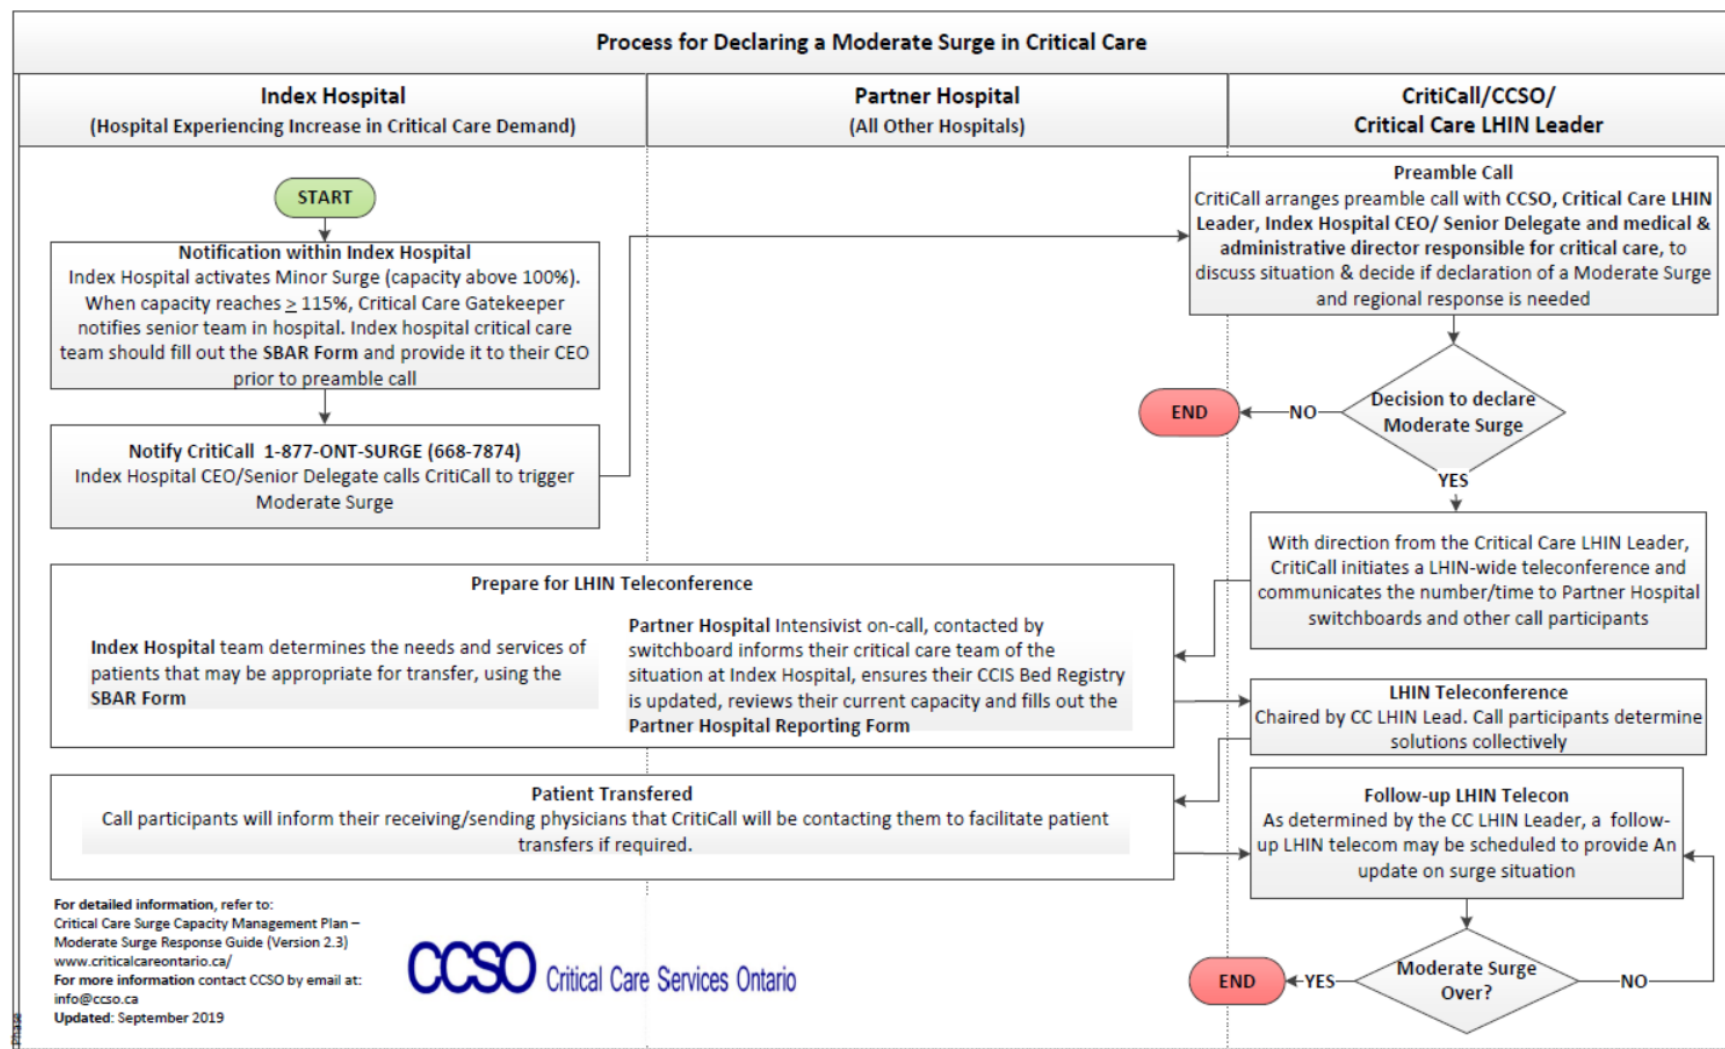 Process for Declaring a Moderate Surge in Critical Care
Index Hospital
(Hospital Experiencing Increase in Critical Care Demand)
Partner Hospital
(All Other Hospitals)
CritiCall/CCSO/
Critical Care LHIN Leader
START
Notification within Index Hospital
Index Hospital activates Minor Surge (capacity above 100%).
When capacity reaches ≥ 115%, Critical Care Gatekeeper
notifies senior team in hospital. Index hospital critical care
team should fill out the SBAR Form and provide it to their CEO
prior to preamble call
Notify CritiCall 1-877-ONT-SURGE (668-7874)
Index Hospital CEO/Senior Delegate calls CritiCall to trigger
Moderate Surge
Preamble Call
CritiCall arranges preamble call with CCSO, Critical Care LHIN
Leader, Index Hospital CEO/ Senior Delegate and medical &
administrative director responsible for critical care, to
discuss situation & decide if declaration of a Moderate Surge
and regional response is needed
Decision to declare
Moderate Surge
NO
END
YES
With direction from the Critical Care LHIN Leader,
CritiCall initiates a LHIN-wide teleconference and
communicates the number/time to Partner Hospital
switchboards and other call participants
Prepare for LHIN Teleconference
Index Hospital team determines the needs and services of
patients that may be appropriate for transfer, using the
SBAR Form
Partner Hospital Intensivist on-call, contacted by
switchboard informs their critical care team of the
situation at Index Hospital, ensures their CCIS Bed Registry
is updated, reviews their current capacity and fills out the
Partner Hospital Reporting Form
LHIN Teleconference
Chaired by CC LHIN Lead. Call participants determine
solutions collectively
Patient Transfered
Call participants will inform their receiving/sending physicians that CritiCall will be contacting them to facilitate patient
transfers if required.
Follow-up LHIN Telecon
As determined by the CC LHIN Leader, a follow-
up LHIN telecom may be scheduled to provide An
update on surge situation
Moderate Surge
Over?
YES
END
NO
For detailed information, refer to:
Critical Care Surge Capacity Management Plan –
Moderate Surge Response Guide (Version 2.3)
www.criticalcareontario.ca/
For more information contact CCSO by email at:
info@ccso.ca
Updated: September 2019
CCSO Critical Care Services Ontario
Phase